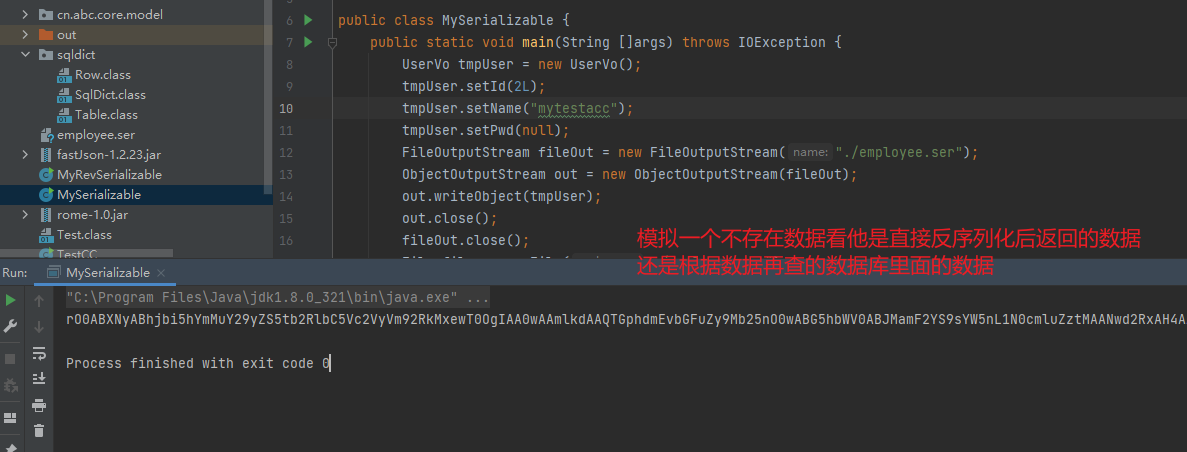 cn.abc.core.model
out
sqldict
Row.class
SqlDict.class
Table.class
employee.ser
fastJson-1.2.23.jar
MyRevSerializable
MySerializable
rome-1.0.jar
Test.class
TestCC
6 public class MySerializable {
7 public static void main(String []args) throws IOException {
8 UserVo tmpUser = new UserVo();
9 tmpUser.setId(2L);
10 tmpUser.setName("mytestacc");
11 tmpUser.setPwd(null);
12 FileOutputStream fileOut = new FileOutputStream( name: "./employee.ser");
13 ObjectOutputStream out = new ObjectOutputStream(fileOut);
14 out.writeObject(tmpUser);
15 out.close();
16 fileOut.close();
模拟一个不存在数据看他是直接反序列化后返回的数据
还是根据数据再查的数据库里面的数据
Run: MySerializable
"C:\Program Files\Java\jdk1.8.0_321\bin\java.exe" ...
rO0ABXNyABhjbi5hYmMuY29yZS5tb2RlbC5Vc2VyVm92RkMxewT0OgIAA0wAAmlkdAAQTGphdmEvbGFuZy9Mb25nO0wABG5hbWV0ABJMamF2YS9sYW5nL1N0cmluZztMAANwd2RxAH4A
Process finished with exit code 0